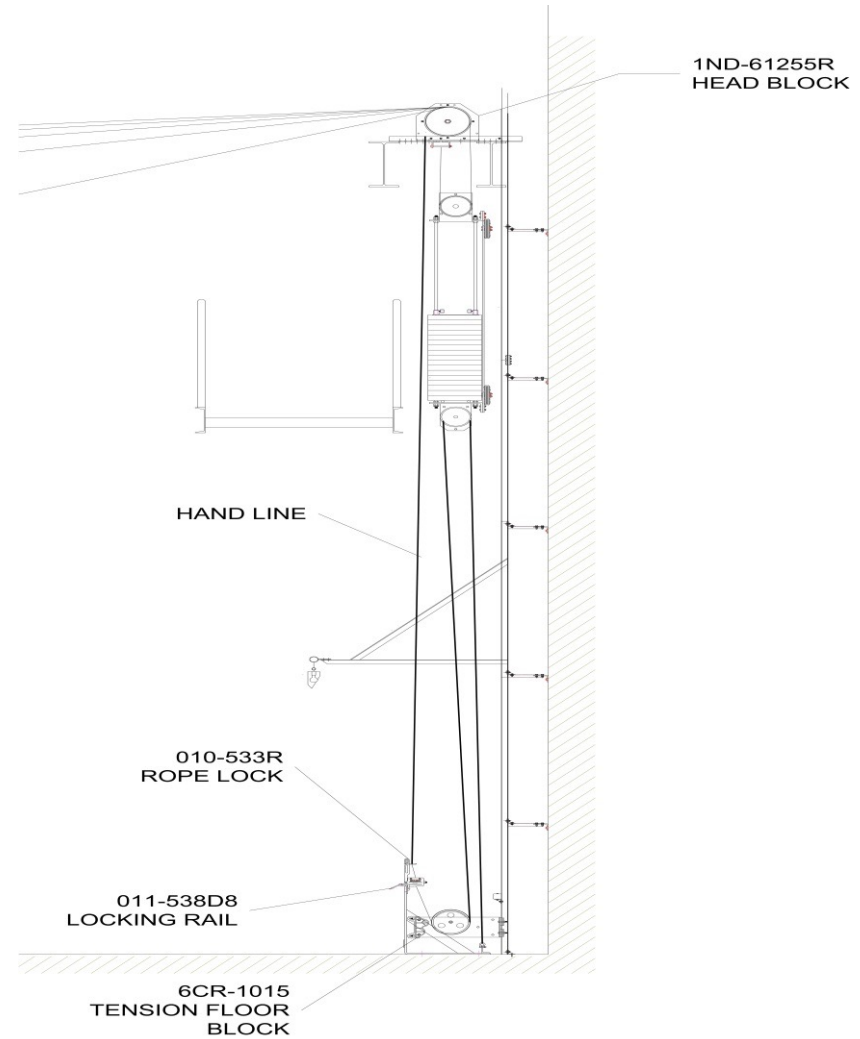 1ND-61255R
HEAD BLOCK
HAND LINE
010-533R
ROPE LOCK
011-538D8
LOCKING RAIL
6CR-1015
TENSION FLOOR
BLOCK